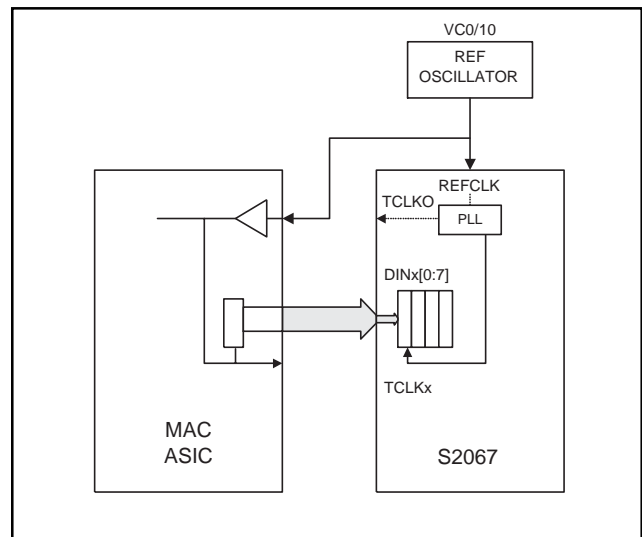 VC0/10
REF
OSCILLATOR
REFCLK
TCLKO
PLL
DINx[0:7]
TCLKx
MAC
ASIC
S2067